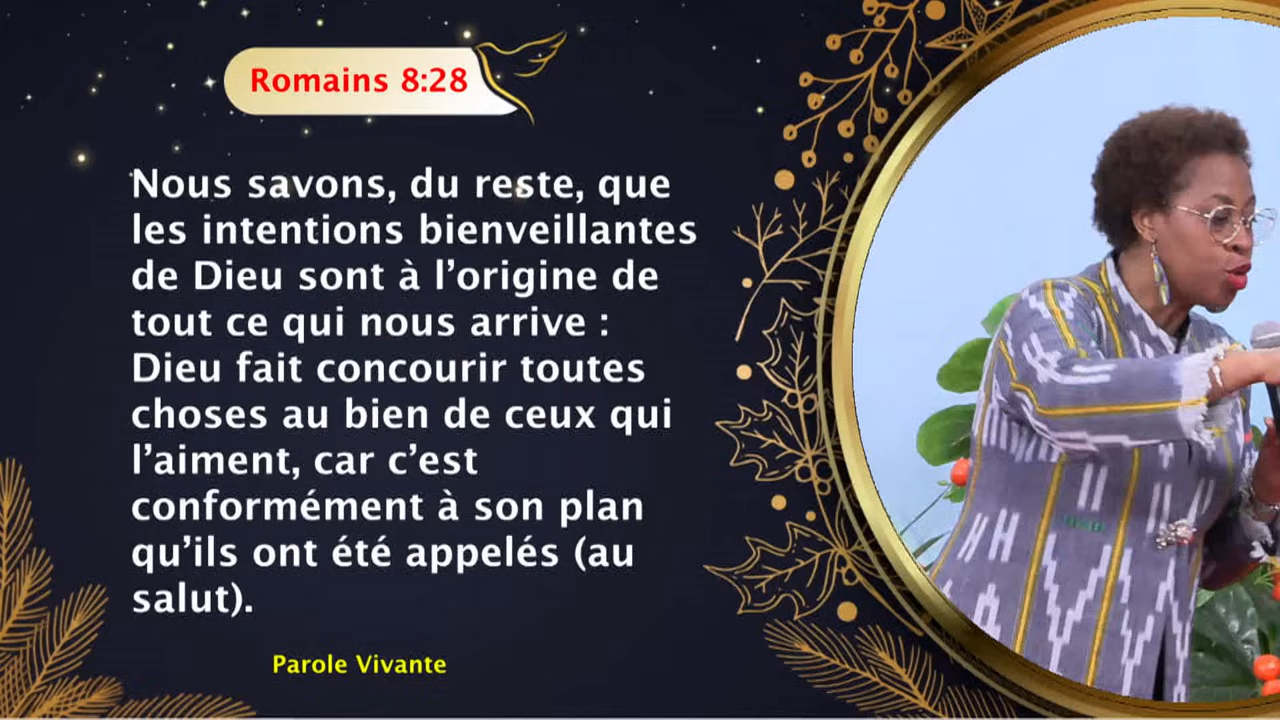 Romains 8:28
Nous savons, du reste, que
les intentions bienveillantes
de Dieu sont à l’origine de
tout ce qui nous arrive :
Dieu fait concourir toutes
choses au bien de ceux qui
l’aiment, car c’est
conformément à son plan
qu’ils ont été appelés (au
salut).
Parole Vivante